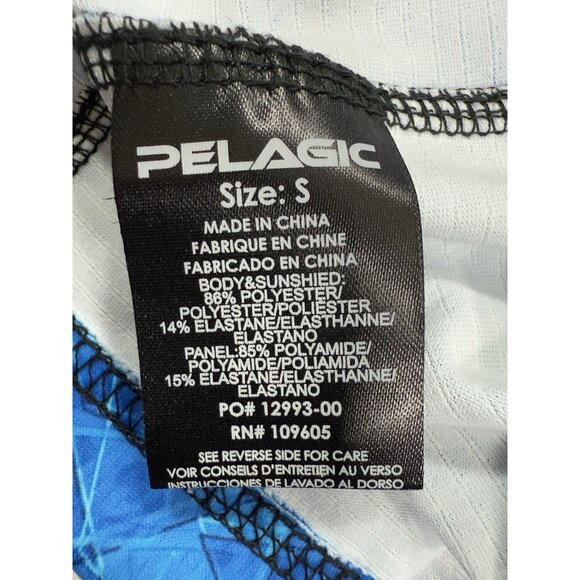 PELAGIC
Size: S
MADE IN CHINA
FABRIQUE EN CHINE
FABRICADO EN CHINA
BODY&SUNSHIED:
86% POLYESTER/
POLYESTER/POLIESTER
14% ELASTANE/ELASTHANNE/
ELASTANO
PANEL:85% POLYAMIDE/
POLYAMIDE/POLIAMIDA
15% ELASTANE/ELASTHANNE/
ELASTANO
PO# 12993-00
RN# 109605
SEE REVERSE SIDE FOR CARE
VOIR CONSEILS D'ENTRETIEN AU VERSO
INSTRUCCIONES DE LAVADO AL DORSO